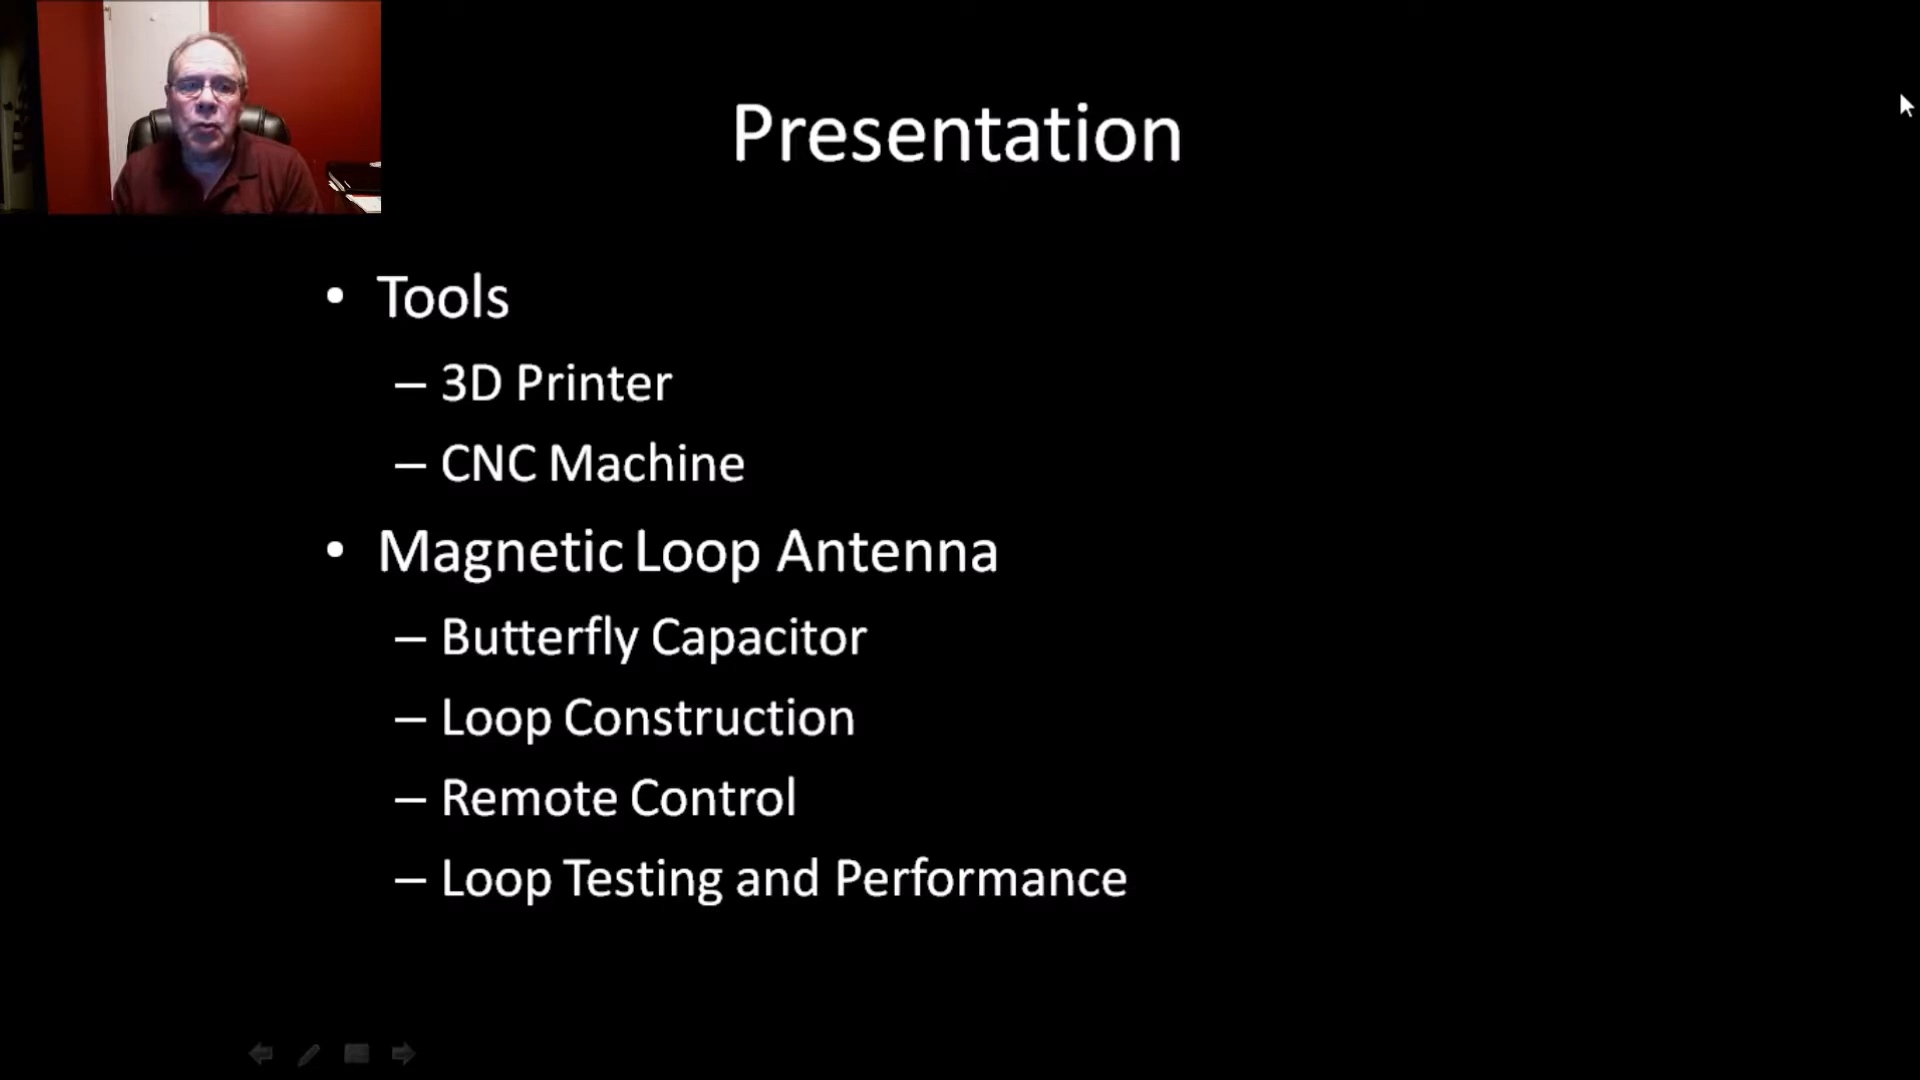 Presentation
• Tools
– 3D Printer
– CNC Machine
• Magnetic Loop Antenna
– Butterfly Capacitor
– Loop Construction
– Remote Control
– Loop Testing and Performance